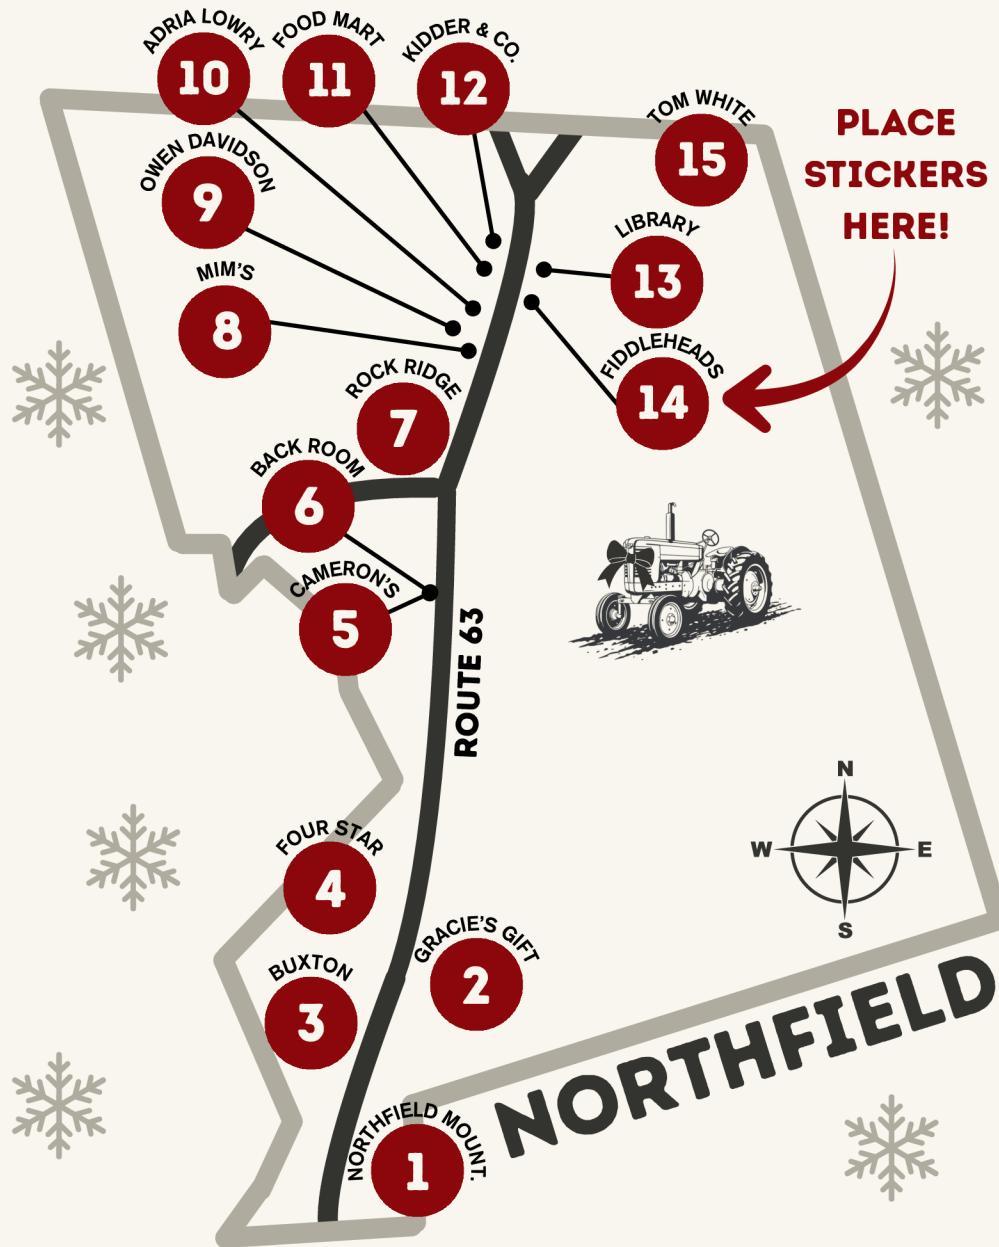 ADRIA LOWRY
10
FOOD MART
11
KIDDER & CO.
12
TOM WHITE
15
PLACE
STICKERS
HERE!
OWEN DAVIDSON
9
LIBRARY
13
MIM'S
8
FIDDLEHEADS
14
ROCK RIDGE
7
BACK ROOM
6
CAMERON'S
5
ROUTE 63
N
W
E
S
FOUR STAR
4
GRACIE'S GIFT
2
BUXTON
3
NORTHFIELD
NORTHFIELD MOUNT.
1